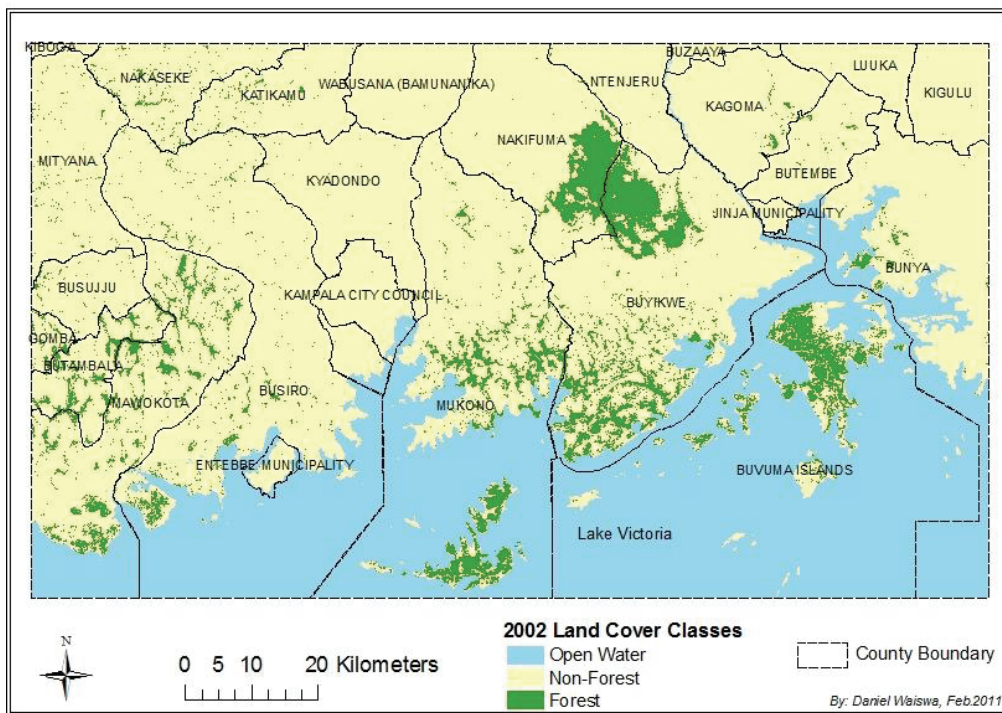 KIBOGA
NAKASEKE
KATIKAMU
WABUSANA (BAMUNANIKA)
NTENJERU
BUZAAYA
LUUKA
KAGOMA
KIGULU
MITYANA
NAKIFUMA
KYADONDO
BUTEMBE
JINJA MUNICIPALITY
BUSUJJU
KAMPALA CITY COUNCIL
BUYIKWE
BUNYA
GOMBA
BUTAMBALA
MAWOKOTA
BUSIRO
MUKONO
ENTEBBE MUNICIPALITY
BUVUMA ISLANDS
Lake Victoria
N
0 5 10 20 Kilometers
2002 Land Cover Classes
Open Water
Non-Forest
Forest
County Boundary
By: Daniel Waiswa, Feb.2011